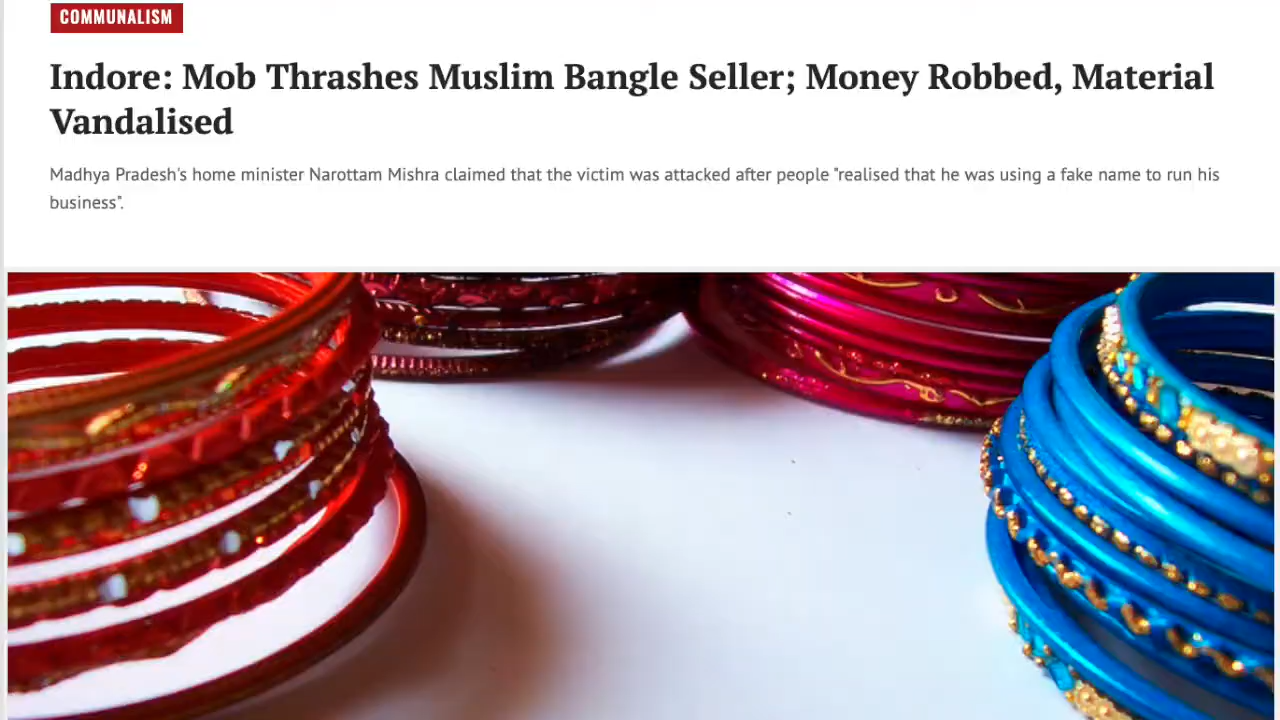 COMMUNALISM
Indore: Mob Thrashes Muslim Bangle Seller; Money Robbed, Material
Vandalised
Madhya Pradesh's home minister Narottam Mishra claimed that the victim was attacked after people "realised that he was using a fake name to run his
business".